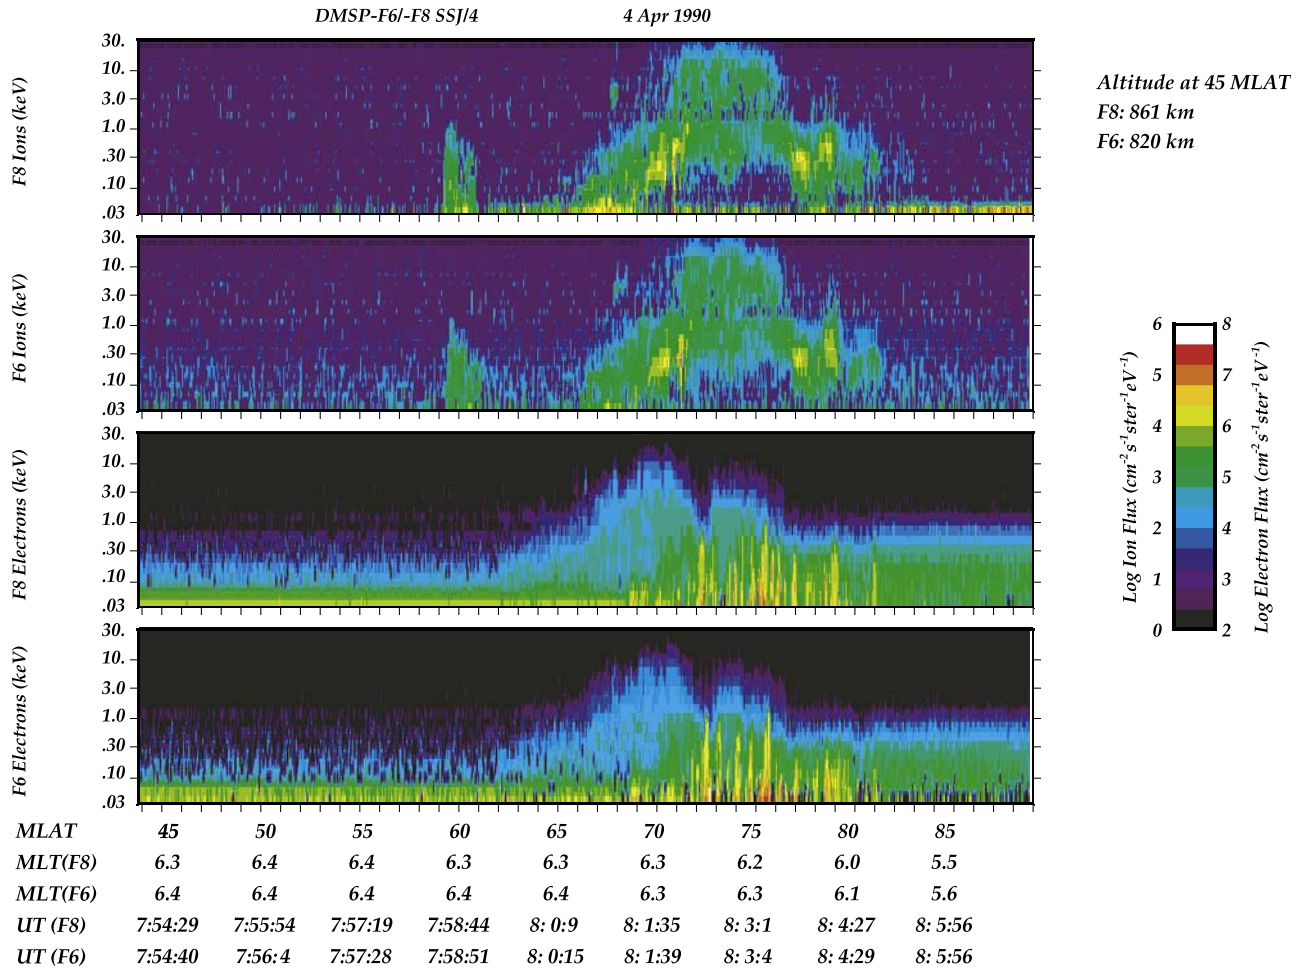 DMSP-F6/-F8 SSJ/4 4 Apr 1990
F8 Ions (keV)
30.
10.
3.0
1.0
.30
.10
.03
Altitude at 45 MLAT
F8: 861 km
F6: 820 km
F6 Ions (keV)
30.
10.
3.0
1.0
.30
.10
.03
F8 Electrons (keV)
30.
10.
3.0
1.0
.30
.10
.03
F6 Electrons (keV)
30.
10.
3.0
1.0
.30
.10
.03
Log Ion Flux (cm⁻² s⁻¹ ster⁻¹ eV⁻¹)
6 8
5 7
4 6
3 5
2 4
1 3
0 2
Log Electron Flux (cm⁻² s⁻¹ ster⁻¹ eV⁻¹)
MLAT 45 50 55 60 65 70 75 80 85
MLT(F8) 6.3 6.4 6.4 6.3 6.3 6.3 6.2 6.0 5.5
MLT(F6) 6.4 6.4 6.4 6.4 6.4 6.3 6.3 6.1 5.6
UT (F8) 7:54:29 7:55:54 7:57:19 7:58:44 8: 0:9 8: 1:35 8: 3:1 8: 4:27 8: 5:56
UT (F6) 7:54:40 7:56:4 7:57:28 7:58:51 8: 0:15 8: 1:39 8: 3:4 8: 4:29 8: 5:56